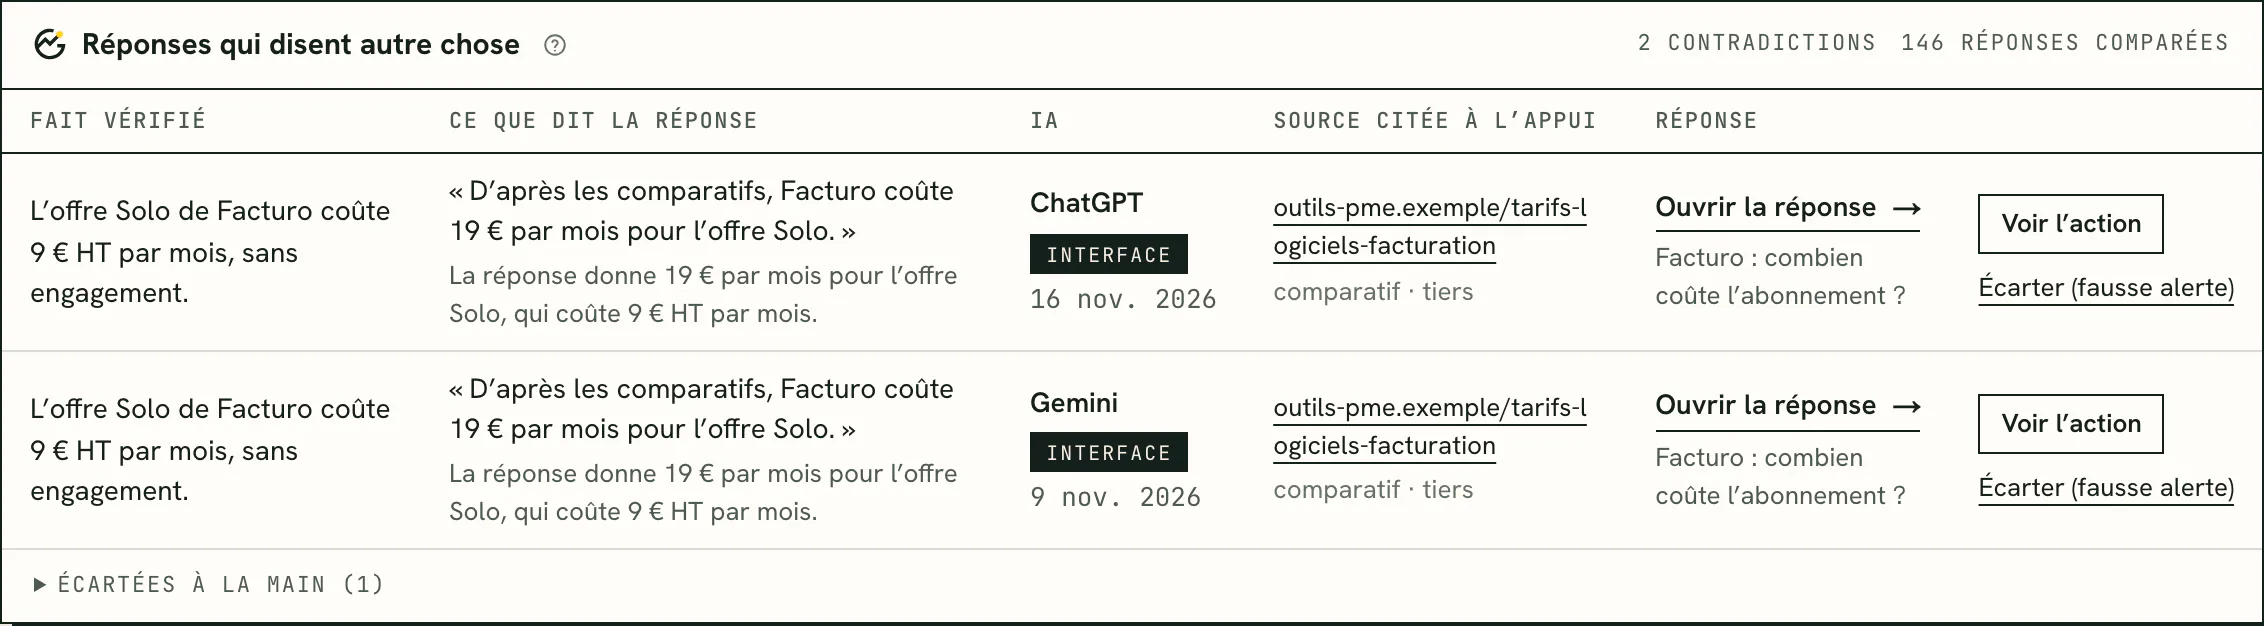 Réponses qui disent autre chose ?
2 CONTRADICTIONS 146 RÉPONSES COMPARÉES
FAIT VÉRIFIÉ
CE QUE DIT LA RÉPONSE
IA
SOURCE CITÉE À L’APPUI
RÉPONSE
L’offre Solo de Facturo coûte
9 € HT par mois, sans
engagement.
« D’après les comparatifs, Facturo coûte
19 € par mois pour l’offre Solo. »
La réponse donne 19 € par mois pour l’offre
Solo, qui coûte 9 € HT par mois.
ChatGPT
INTERFACE
16 nov. 2026
outils-pme.exemple/tarifs-l
ogiciels-facturation
comparatif · tiers
Ouvrir la réponse →
Facturo : combien
coûte l’abonnement ?
Voir l’action
Écarter (fausse alerte)
L’offre Solo de Facturo coûte
9 € HT par mois, sans
engagement.
« D’après les comparatifs, Facturo coûte
19 € par mois pour l’offre Solo. »
La réponse donne 19 € par mois pour l’offre
Solo, qui coûte 9 € HT par mois.
Gemini
INTERFACE
9 nov. 2026
outils-pme.exemple/tarifs-l
ogiciels-facturation
comparatif · tiers
Ouvrir la réponse →
Facturo : combien
coûte l’abonnement ?
Voir l’action
Écarter (fausse alerte)
▶ ÉCARTÉES À LA MAIN (1)